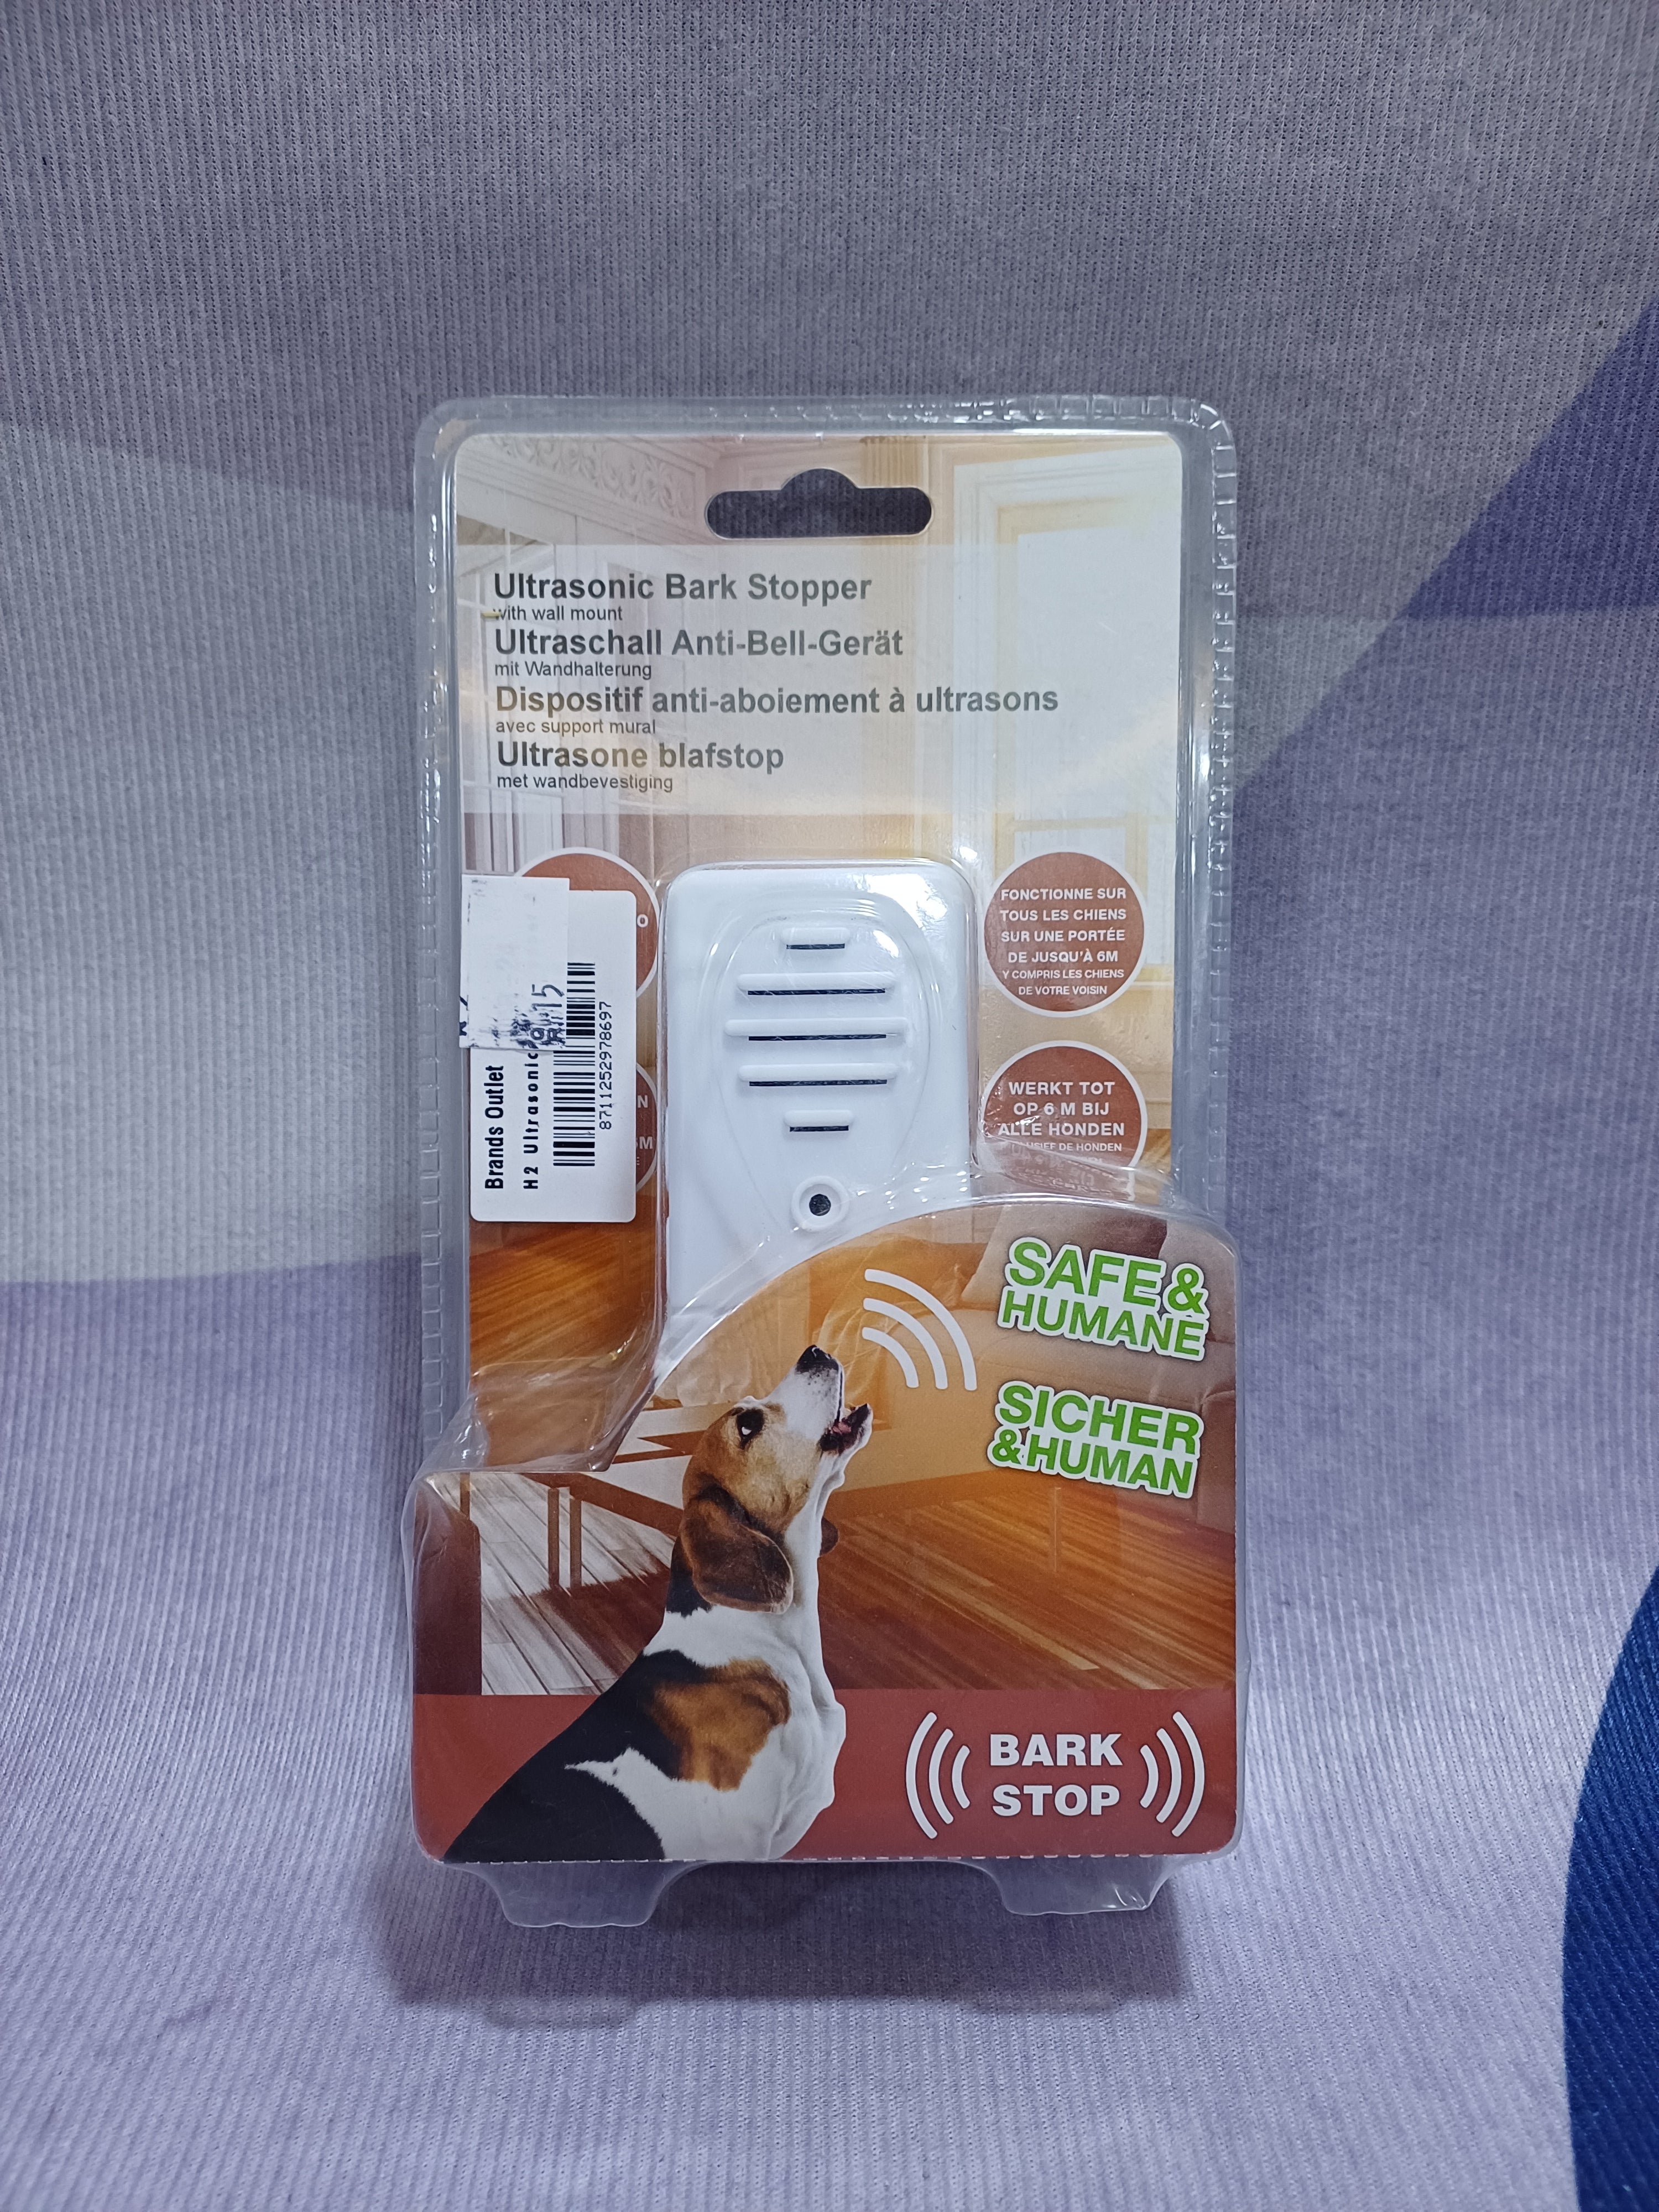 Ultrasonic Bark Stopper
with wall mount
Ultraschall Anti-Bell-Gerät
mit Wandhalterung
Dispositif anti-aboiement à ultrasons
avec support mural
Ultrasone blafstop
met wandbevestiging
FONCTIONNE SUR
TOUS LES CHIENS
SUR UNE PORTÉE
DE JUSQU'À 6M
Y COMPRIS LES CHIENS
DE VOTRE VOISIN
WERKT TOT
OP 6 M BIJ
ALLE HONDEN
DE HONDEN
Brands Outlet
H2 Ultrasonic
15
8711252978697
SAFE &
HUMANE
SICHER
& HUMAN
BARK
STOP